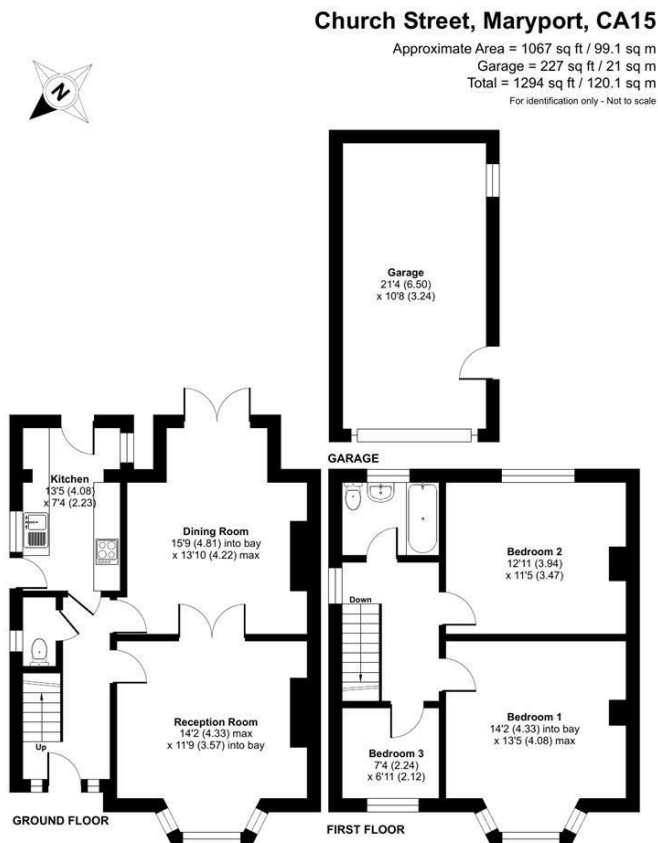 Church Street, Maryport, CA15
Approximate Area = 1067 sq ft / 99.1 sq m
Garage = 227 sq ft / 21 sq m
Total = 1294 sq ft / 120.1 sq m
For identification only - Not to scale
N
Garage
21'4 (6.50)
x 10'8 (3.24)
GARAGE
Kitchen
13'5 (4.08)
x 7'4 (2.23)
Dining Room
15'9 (4.81) into bay
x 13'10 (4.22) max
Reception Room
14'2 (4.33) max
x 11'9 (3.57) into bay
Up
GROUND FLOOR
Bedroom 2
12'11 (3.94)
x 11'5 (3.47)
Down
Bedroom 1
14'2 (4.33) into bay
x 13'5 (4.08) max
Bedroom 3
7'4 (2.24)
x 6'11 (2.12)
FIRST FLOOR